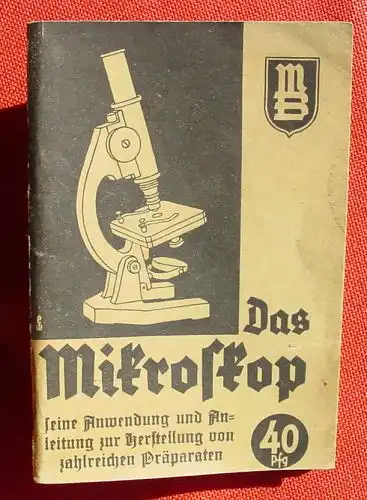 MB
Das
Mikroſkop
ſeine Anwendung und An=
leitung zur Herſtellung von
zahlreichen Präparaten
40
Pfg